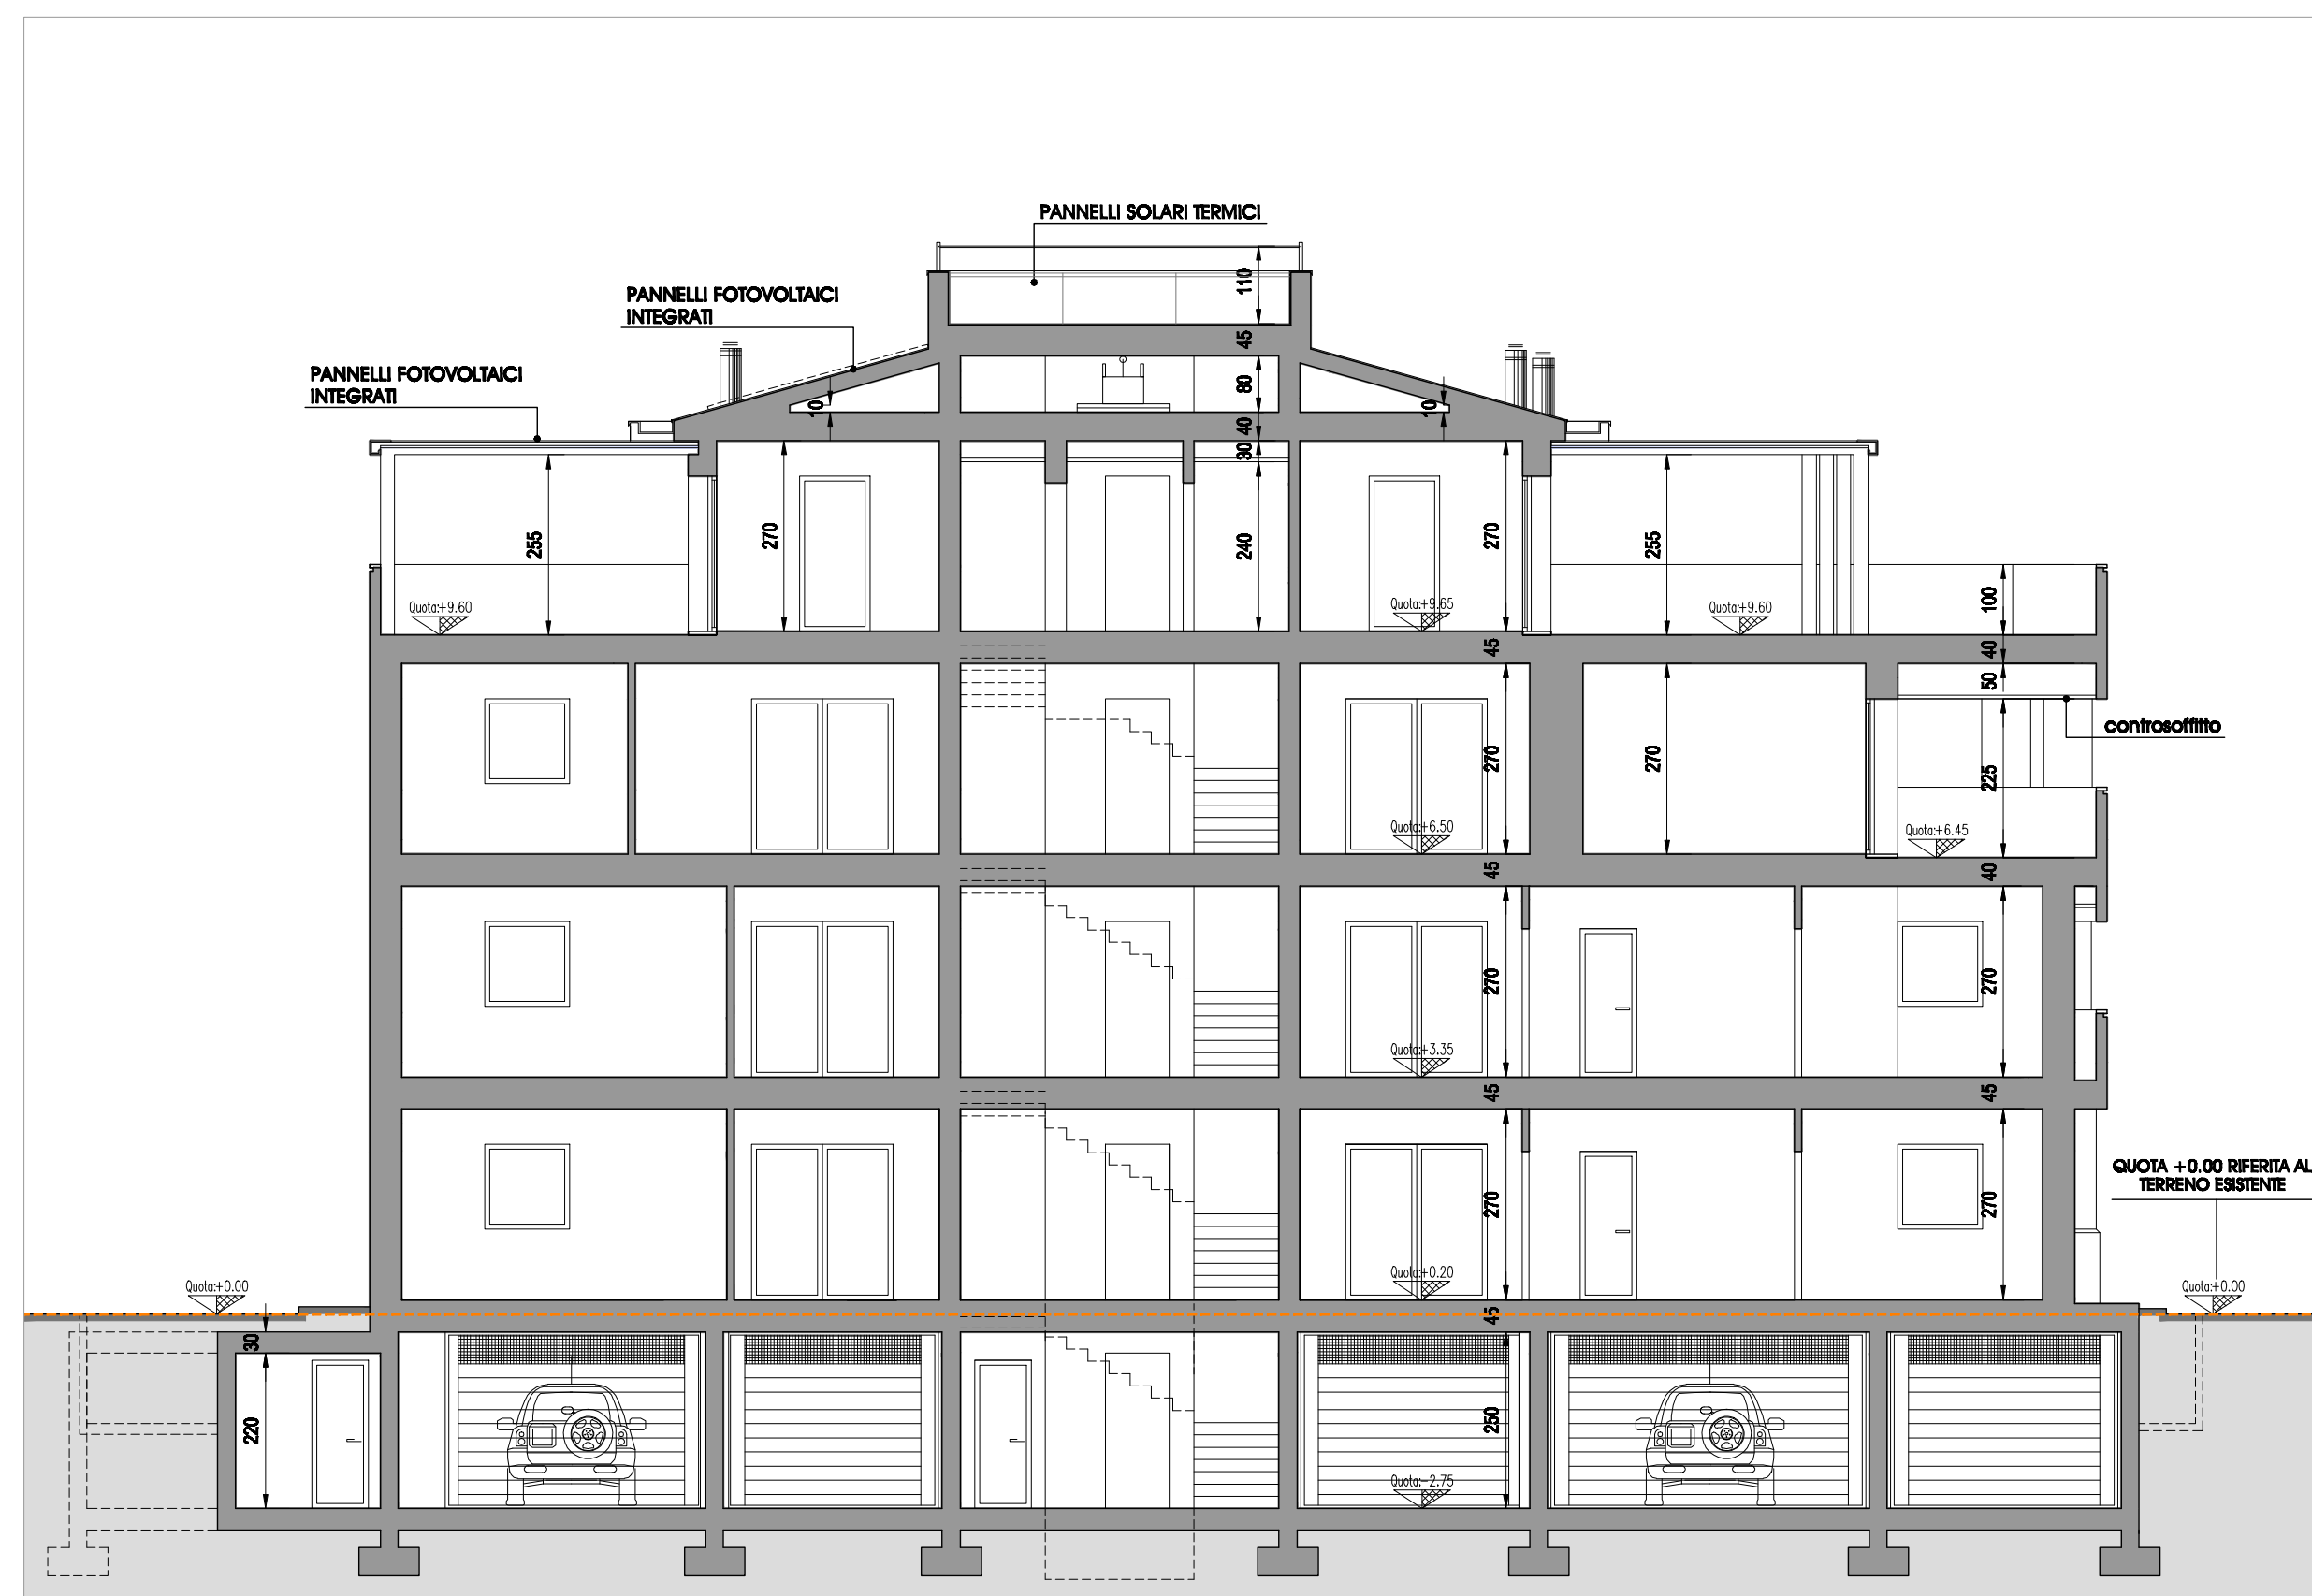 PANNELLI SOLARI TERMICI
PANNELLI FOTOVOLTAICI
INTEGRATI
PANNELLI FOTOVOLTAICI
INTEGRATI
110
45
80
10
10
40
30
255
270
240
270
255
100
Quota:+9.60
Quota:+9.65
Quota:+9.60
45
40
50
controsoffitto
270
270
225
Quota:+6.50
Quota:+6.45
45
40
270
270
Quota:+3.35
45
45
QUOTA +0.00 RIFERITA AL
TERRENO ESISTENTE
270
270
Quota:+0.00
Quota:+0.20
Quota:+0.00
30
45
220
250
Quota:-2.75